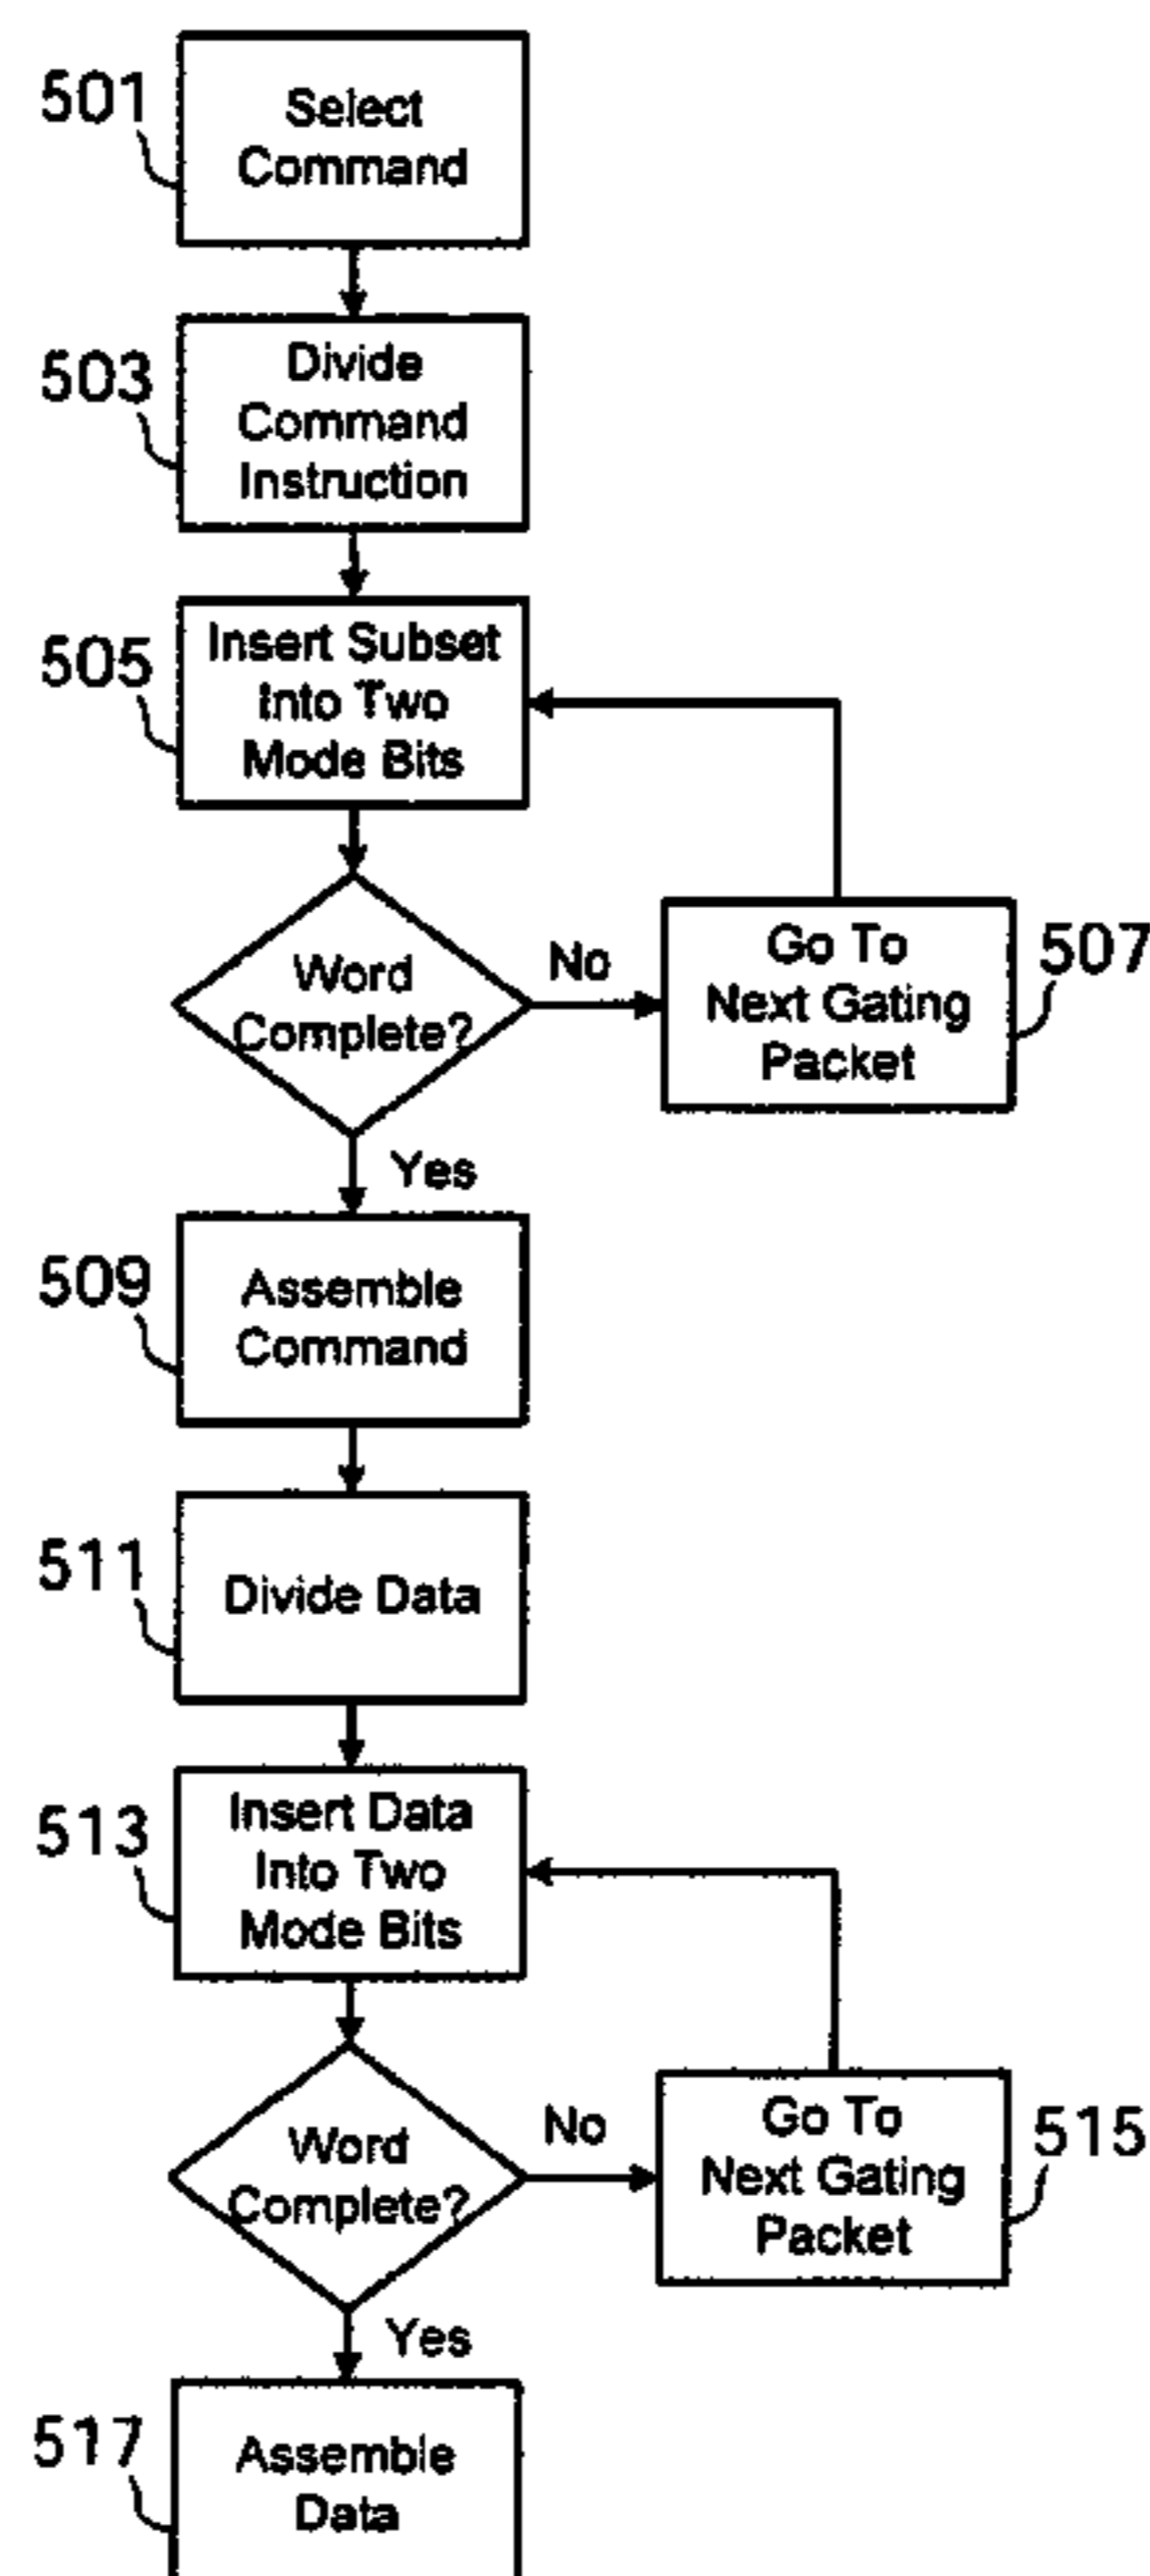 501
Select
Command
503
Divide
Command
Instruction
505
Insert Subset
Into Two
Mode Bits
Word
Complete?
No
Go To
Next Gating
Packet
507
Yes
509
Assemble
Command
511
Divide Data
513
Insert Data
Into Two
Mode Bits
Word
Complete?
No
Go To
Next Gating
Packet
515
Yes
517
Assemble
Data